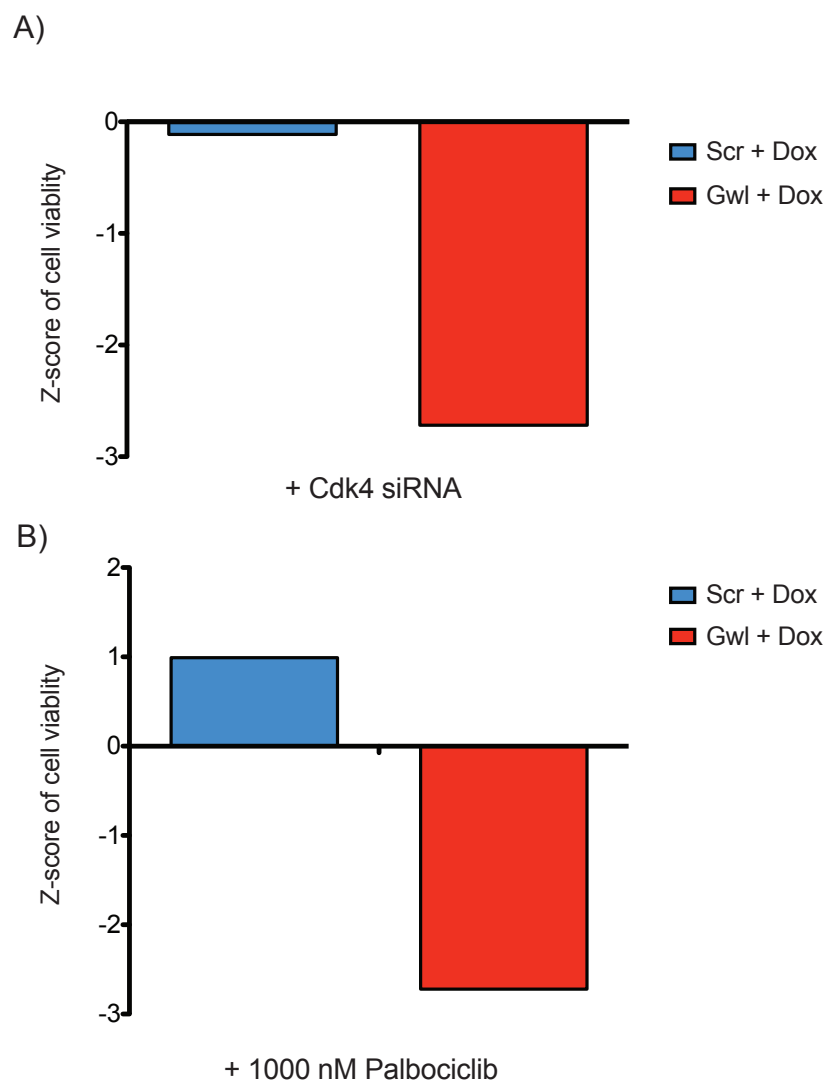 A)
0
-1
-2
-3
Z-score of cell viablity
Scr + Dox
Gwl + Dox
+ Cdk4 siRNA
B)
2
1
0
-1
-2
-3
Z-score of cell viablity
Scr + Dox
Gwl + Dox
+ 1000 nM Palbociclib